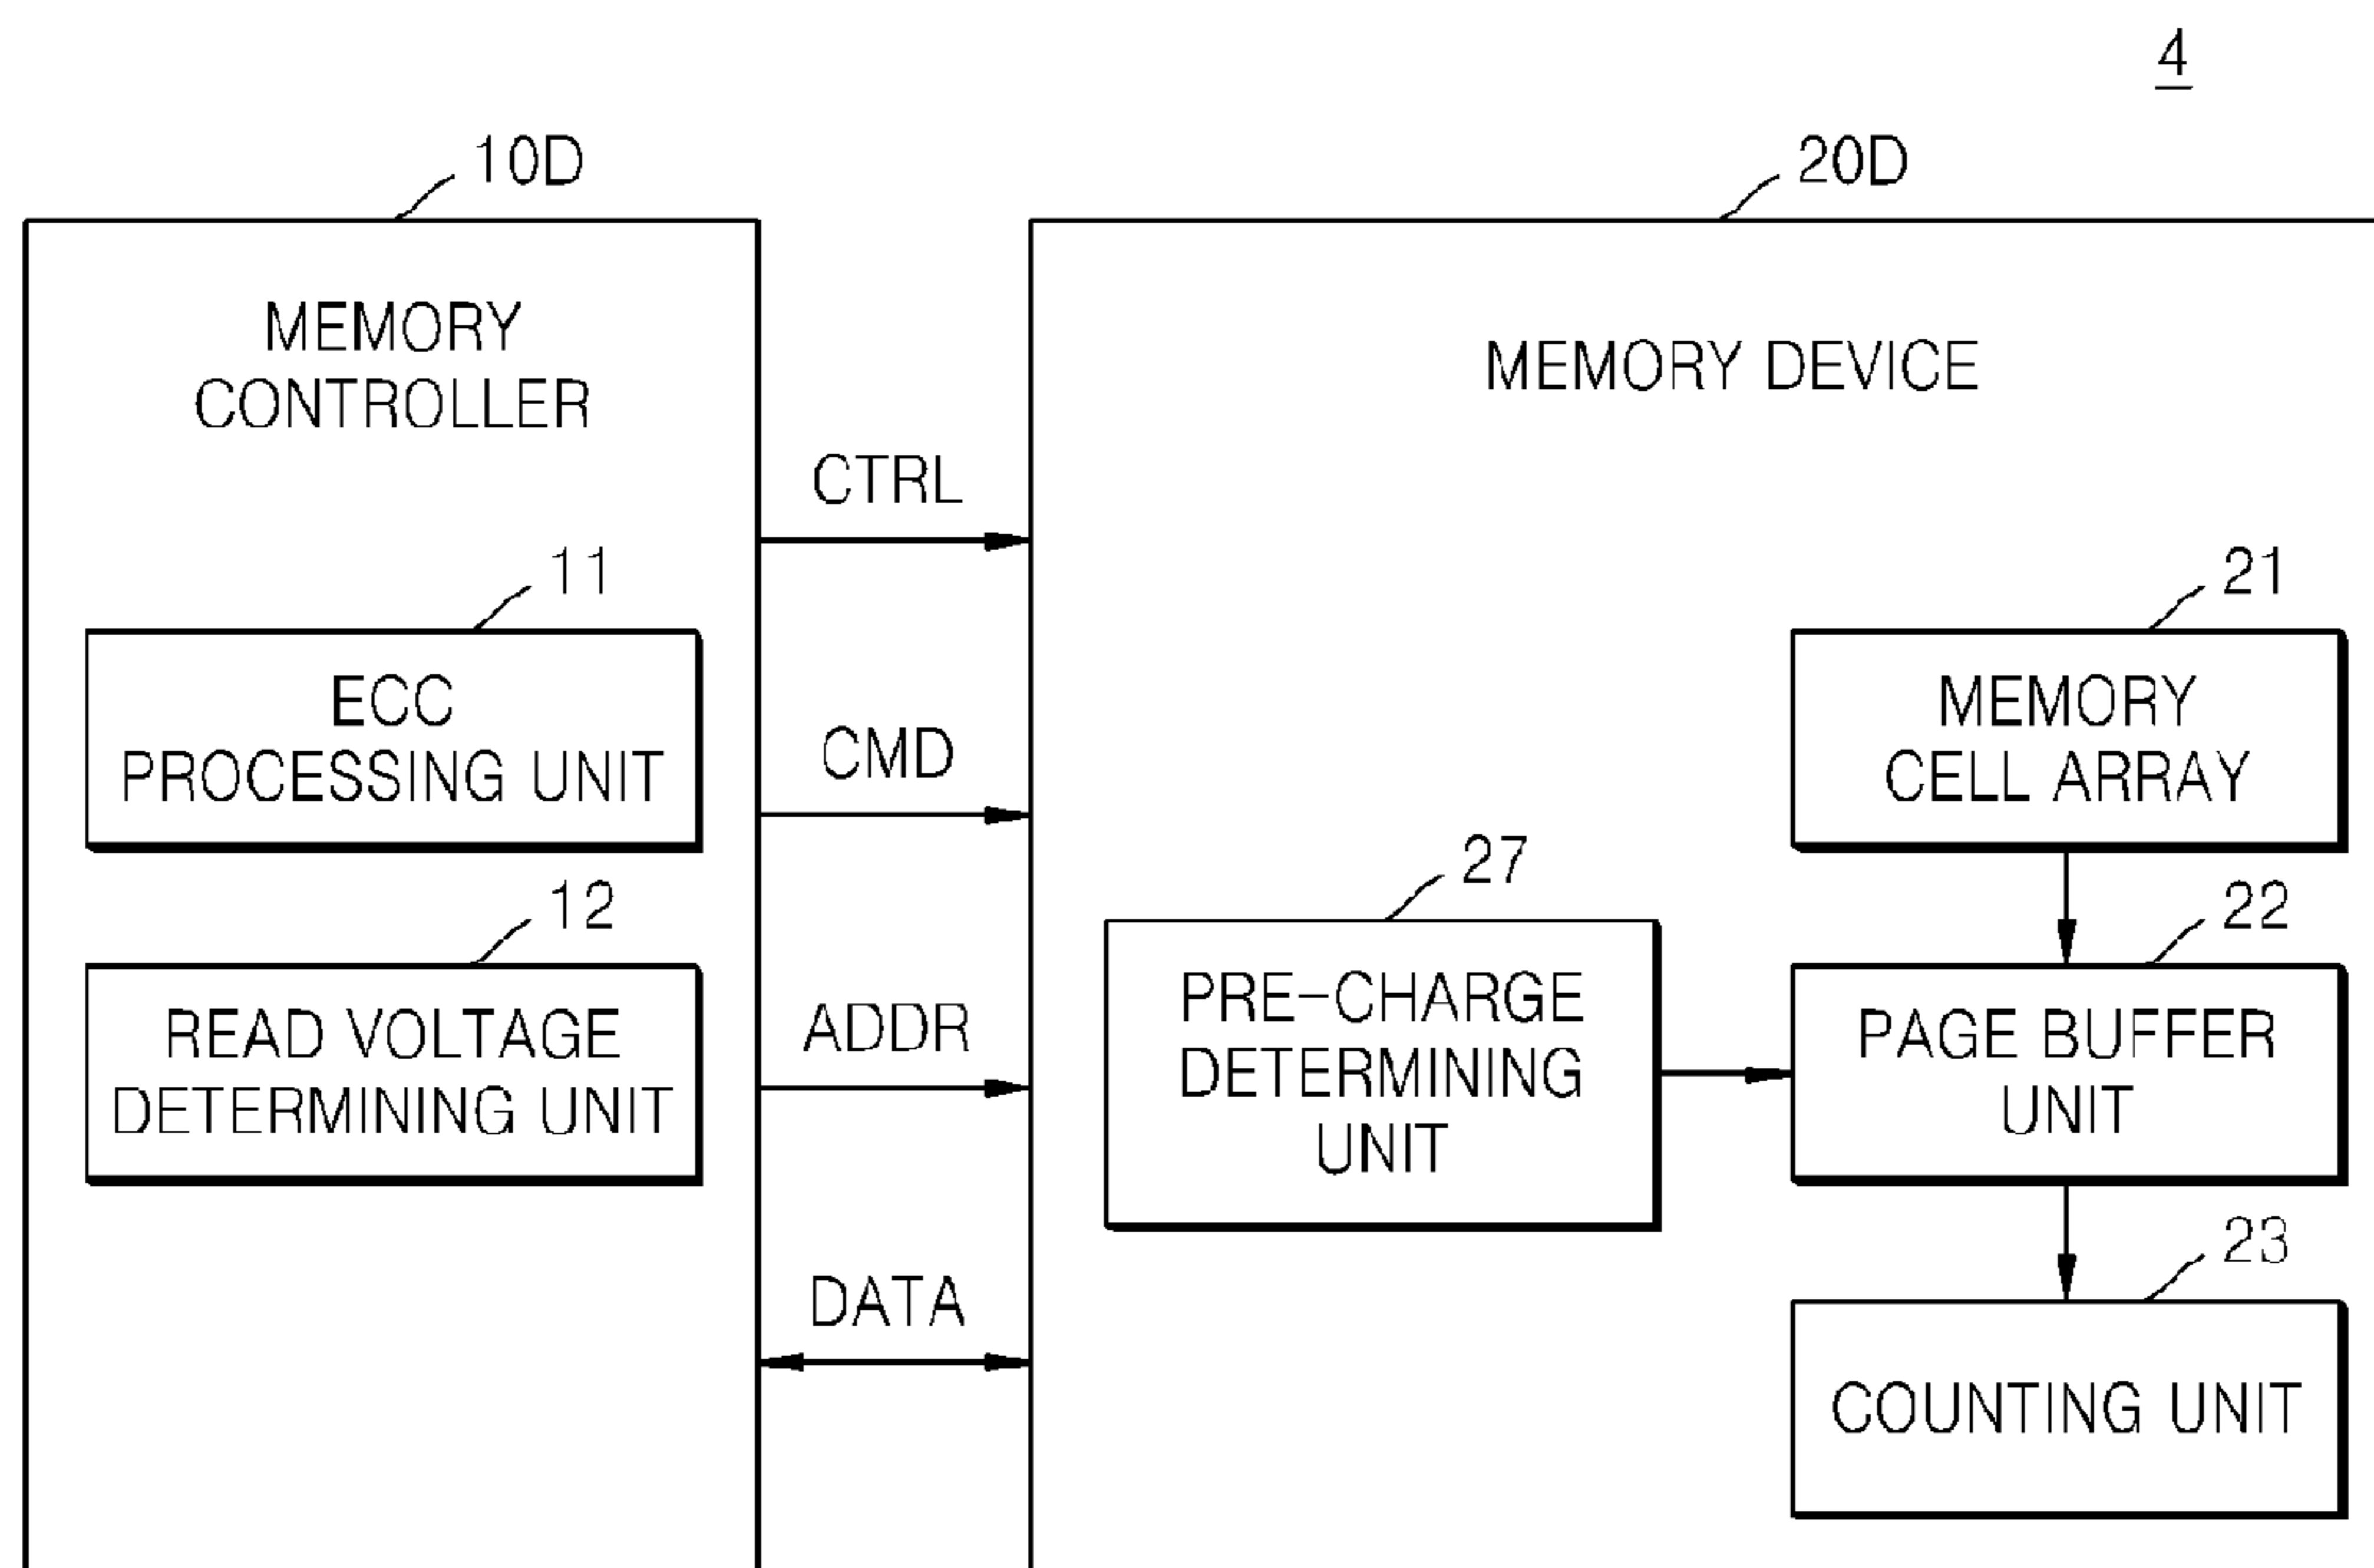 4
10D
20D
MEMORY
CONTROLLER
MEMORY DEVICE
CTRL
11
ECC
PROCESSING UNIT
21
MEMORY
CELL ARRAY
CMD
12
READ VOLTAGE
DETERMINING UNIT
ADDR
27
PRE-CHARGE
DETERMINING
UNIT
22
PAGE BUFFER
UNIT
DATA
23
COUNTING UNIT